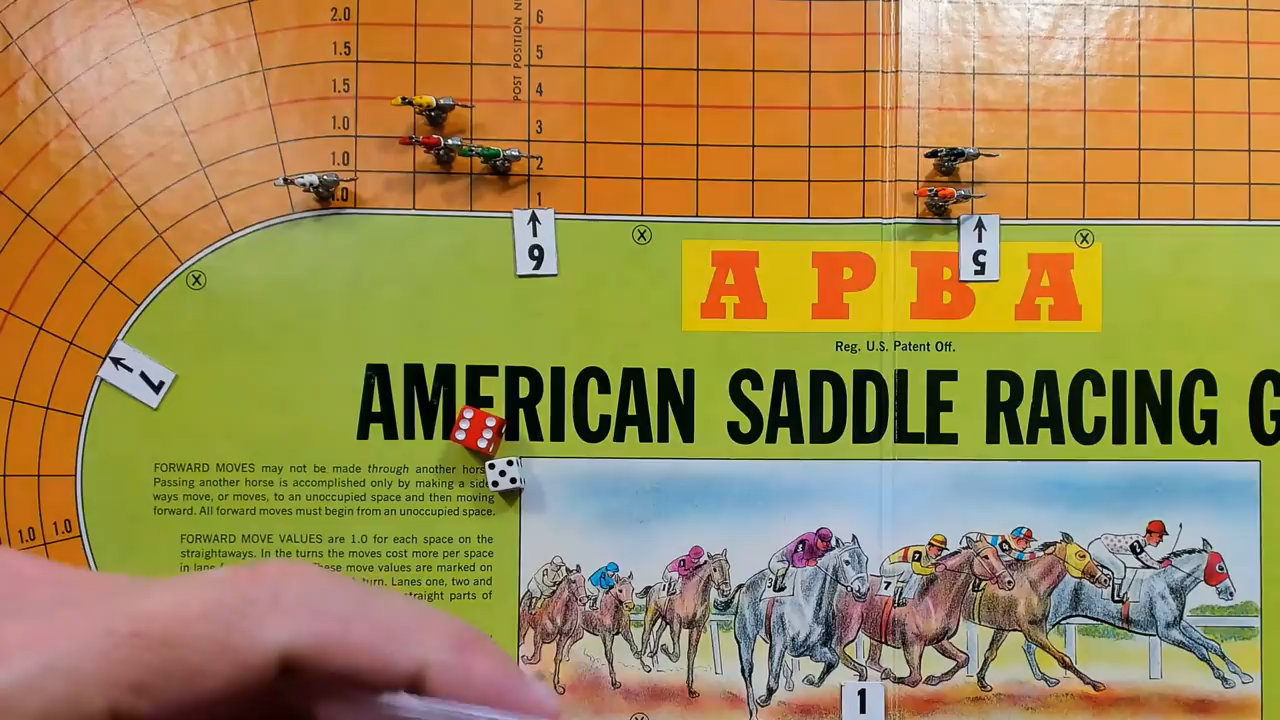 2.0
1.5
1.5
1.0
1.0
1.0
POST POSITION
6
5
4
3
2
1
6
5
7
1.0 1.0
A P B A
Reg. U.S. Patent Off.
AMERICAN SADDLE RACING G
FORWARD MOVES may not be made through another
Passing another horse is accomplished only by making a side
ways move, or moves, to an unoccupied space and then moving
forward. All forward moves must begin from an unoccupied space.
FORWARD MOVE VALUES are 1.0 for each space on the
straightaways. In the turns the moves cost more per space
in move values are marked on
turn. Lanes one, two and
straight parts of
3
7
1